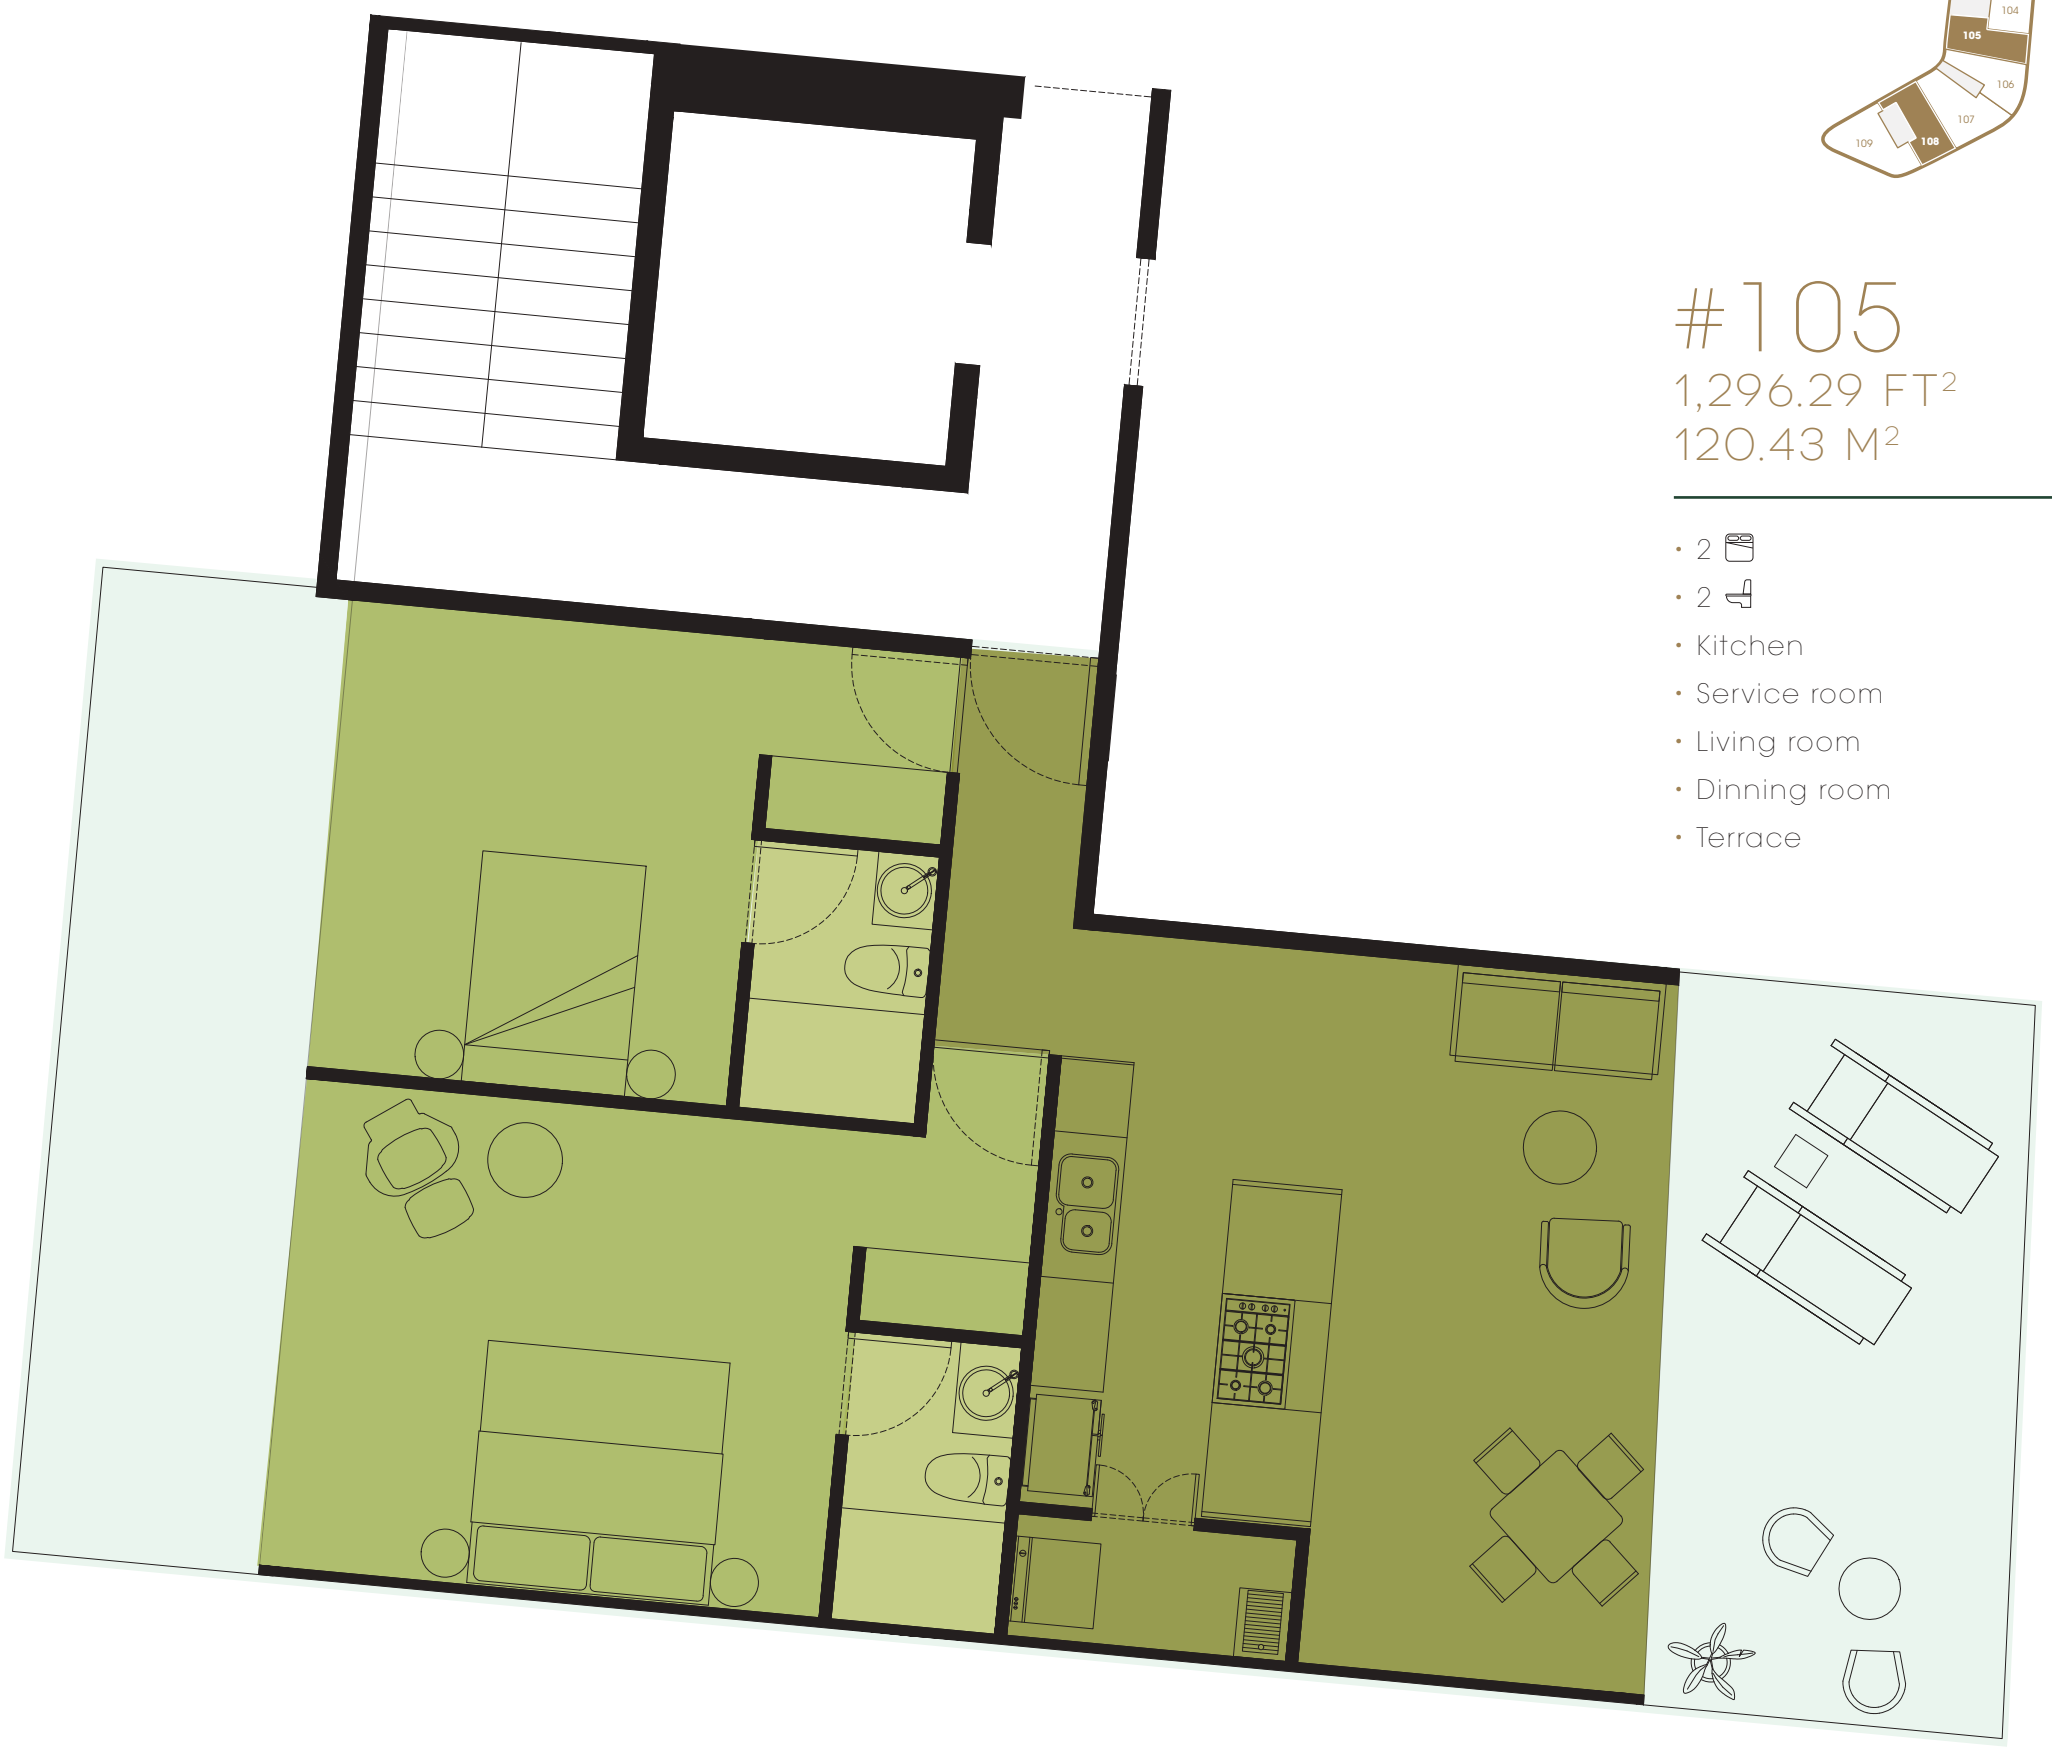 104
105
106
107
108
109
#105
1,296.29 FT²
120.43 M²
• 2
• 2
• Kitchen
• Service room
• Living room
• Dinning room
• Terrace